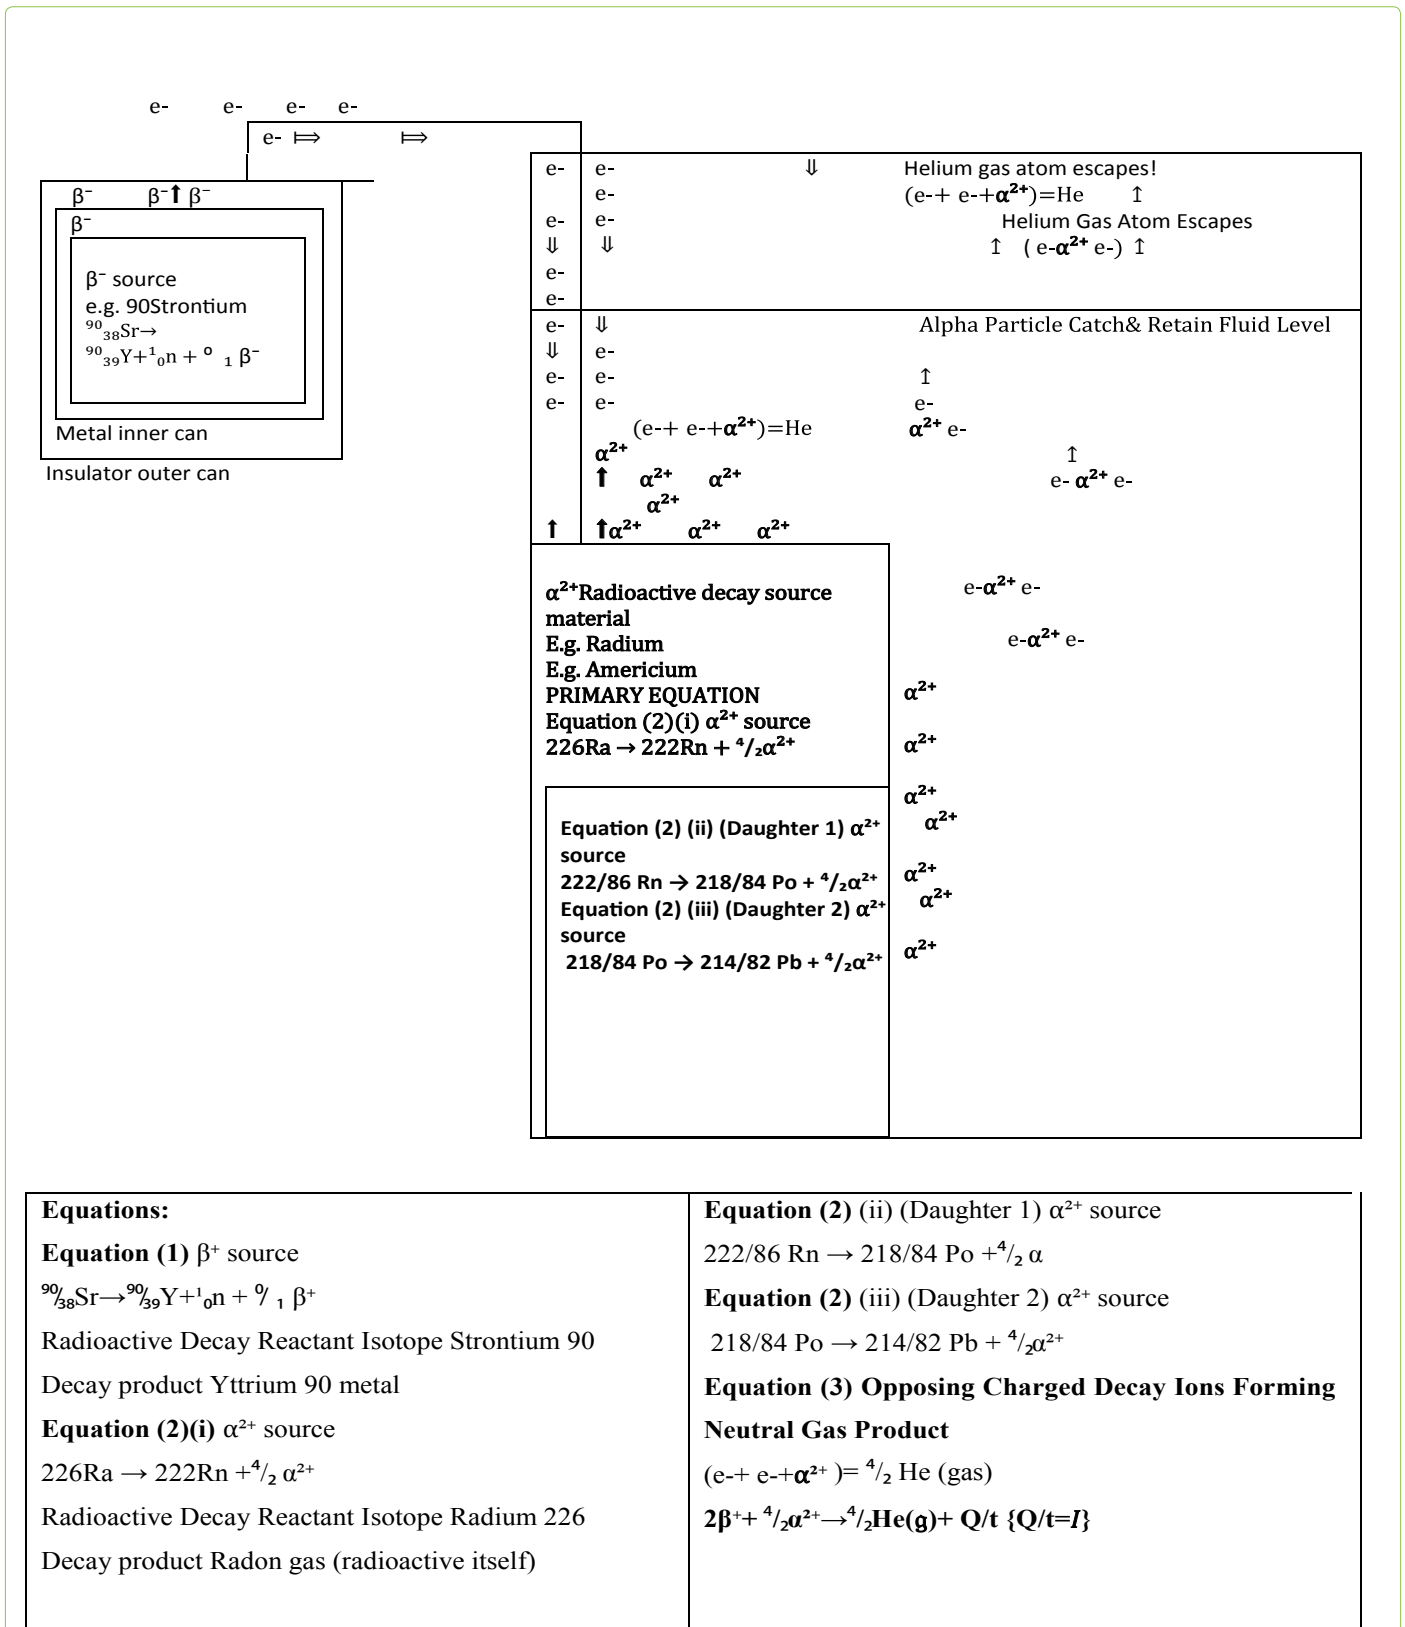 e- e- e- e-
e- ⤇ ⤇
β⁻ β⁻⬆ β⁻
β⁻
β⁻ source
e.g. 90Strontium
⁹⁰₃₈Sr→
⁹⁰₃₉Y+¹₀n + ⁰ ₁ β⁻
Metal inner can
Insulator outer can
e- e- ⇓ Helium gas atom escapes!
e- (e-+ e-+α²⁺)=He ↥
e- e- Helium Gas Atom Escapes
⇓ ⇓ ↥ ( e-α²⁺ e-) ↥
e-
e-
e- ⇓ Alpha Particle Catch& Retain Fluid Level
⇓ e-
e- e- ↥
e- e- e-
(e-+ e-+α²⁺)=He α²⁺ e-
α²⁺ ↥
⬆ α²⁺ α²⁺ e- α²⁺ e-
α²⁺
⬆ ⬆α²⁺ α²⁺ α²⁺
α²⁺Radioactive decay source e-α²⁺ e-
material
E.g. Radium e-α²⁺ e-
E.g. Americium
PRIMARY EQUATION α²⁺
Equation (2)(i) α²⁺ source
226Ra → 222Rn + ⁴/₂α²⁺ α²⁺
α²⁺
Equation (2) (ii) (Daughter 1) α²⁺ α²⁺
source
222/86 Rn → 218/84 Po + ⁴/₂α²⁺ α²⁺
Equation (2) (iii) (Daughter 2) α²⁺ α²⁺
source
218/84 Po → 214/82 Pb + ⁴/₂α²⁺ α²⁺
Equations:
Equation (1) β⁺ source
⁹⁰/₃₈Sr→⁹⁰/₃₉Y+¹₀n + ⁰/ ₁ β⁺
Radioactive Decay Reactant Isotope Strontium 90
Decay product Yttrium 90 metal
Equation (2)(i) α²⁺ source
226Ra → 222Rn +⁴/₂ α²⁺
Radioactive Decay Reactant Isotope Radium 226
Decay product Radon gas (radioactive itself)
Equation (2) (ii) (Daughter 1) α²⁺ source
222/86 Rn → 218/84 Po +⁴/₂ α
Equation (2) (iii) (Daughter 2) α²⁺ source
218/84 Po → 214/82 Pb + ⁴/₂α²⁺
Equation (3) Opposing Charged Decay Ions Forming
Neutral Gas Product
(e-+ e-+α²⁺ )= ⁴/₂ He (gas)
2β⁺+ ⁴/₂α²⁺→⁴/₂He(g)+ Q/t {Q/t=I}